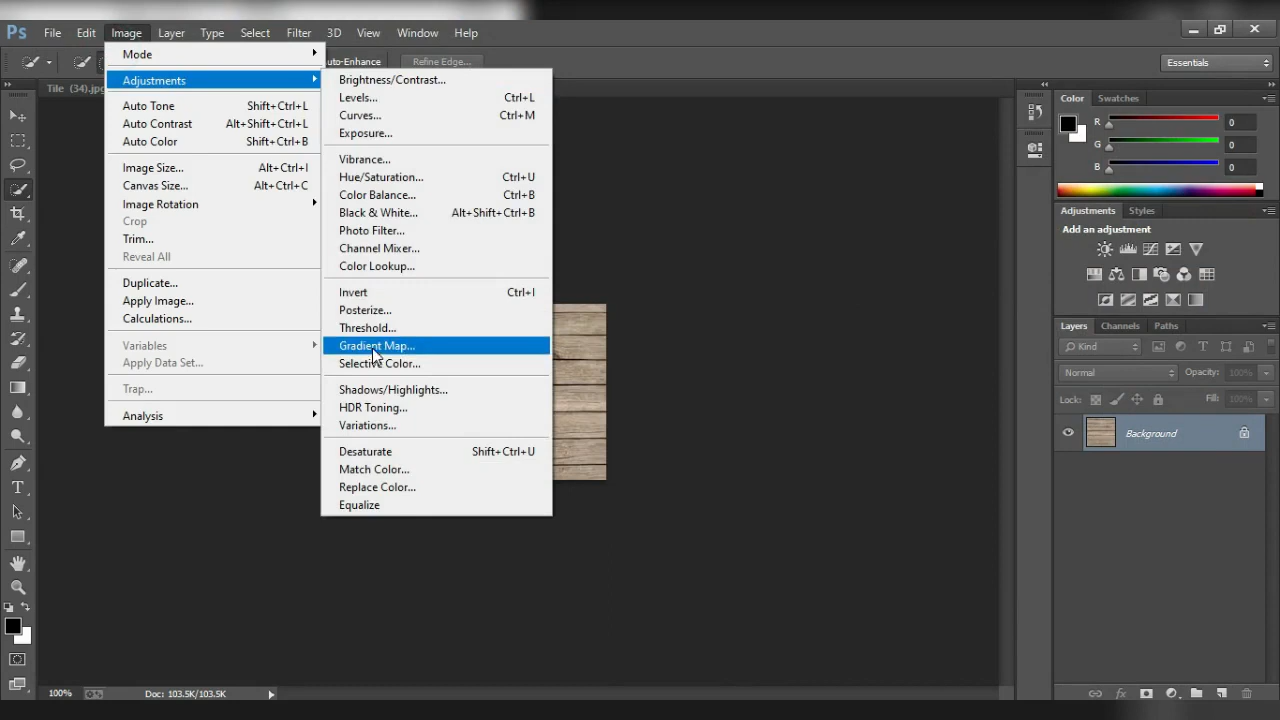 Ps File Edit Image Layer Type Select Filter 3D View Window Help
uto-Enhance Refine Edge... Essentials
Tile (34).jpg
Mode
Adjustments
Auto Tone Shift+Ctrl+L
Auto Contrast Alt+Shift+Ctrl+L
Auto Color Shift+Ctrl+B
Image Size... Alt+Ctrl+I
Canvas Size... Alt+Ctrl+C
Image Rotation
Crop
Trim...
Reveal All
Duplicate...
Apply Image...
Calculations...
Variables
Apply Data Set...
Trap...
Analysis
Brightness/Contrast...
Levels... Ctrl+L
Curves... Ctrl+M
Exposure...
Vibrance...
Hue/Saturation... Ctrl+U
Color Balance... Ctrl+B
Black & White... Alt+Shift+Ctrl+B
Photo Filter...
Channel Mixer...
Color Lookup...
Invert Ctrl+I
Posterize...
Threshold...
Gradient Map...
Selective Color...
Shadows/Highlights...
HDR Toning...
Variations...
Desaturate Shift+Ctrl+U
Match Color...
Replace Color...
Equalize
Color Swatches
R 0
G 0
B 0
Adjustments Styles
Add an adjustment
Layers Channels Paths
Kind
Normal Opacity: 100%
Lock: Fill: 100%
Background
100% Doc: 103.5K/103.5K